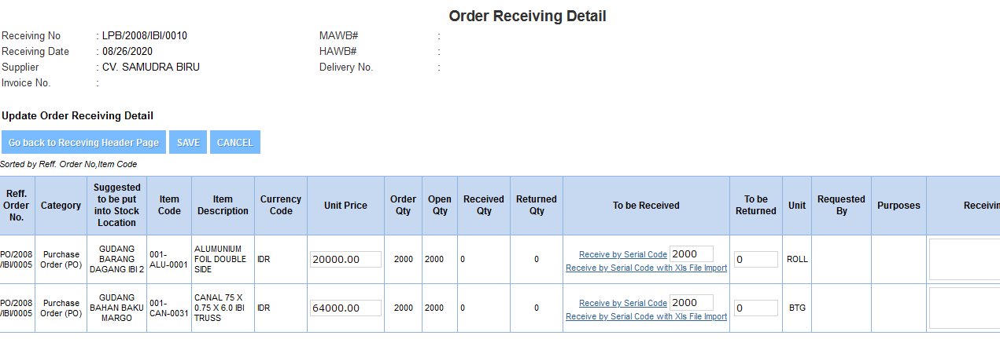 Order Receiving Detail
Receiving No : LPB/2008/IBI/0010 MAWB# :
Receiving Date : 08/26/2020 HAWB# :
Supplier : CV. SAMUDRA BIRU Delivery No. :
Invoice No. :
Update Order Receiving Detail
Go back to Receving Header Page SAVE CANCEL
Sorted by Reff. Order No,Item Code
Reff. Order No. Category Suggested to be put into Stock Location Item Code Item Description Currency Code Unit Price Order Qty Open Qty Received Qty Returned Qty To be Received To be Returned Unit Requested By Purposes Receivin
PO/2008/IBI/0005 Purchase Order (PO) GUDANG BARANG DAGANG IBI 2 001-ALU-0001 ALUMUNIUM FOIL DOUBLE SIDE IDR 20000.00 2000 2000 0 0 Receive by Serial Code 2000 Receive by Serial Code with Xls File Import 0 ROLL
PO/2008/IBI/0005 Purchase Order (PO) GUDANG BAHAN BAKU MARGO 001-CAN-0031 CANAL 75 X 0.75 X 6.0 IBI TRUSS IDR 64000.00 2000 2000 0 0 Receive by Serial Code 2000 Receive by Serial Code with Xls File Import 0 BTG